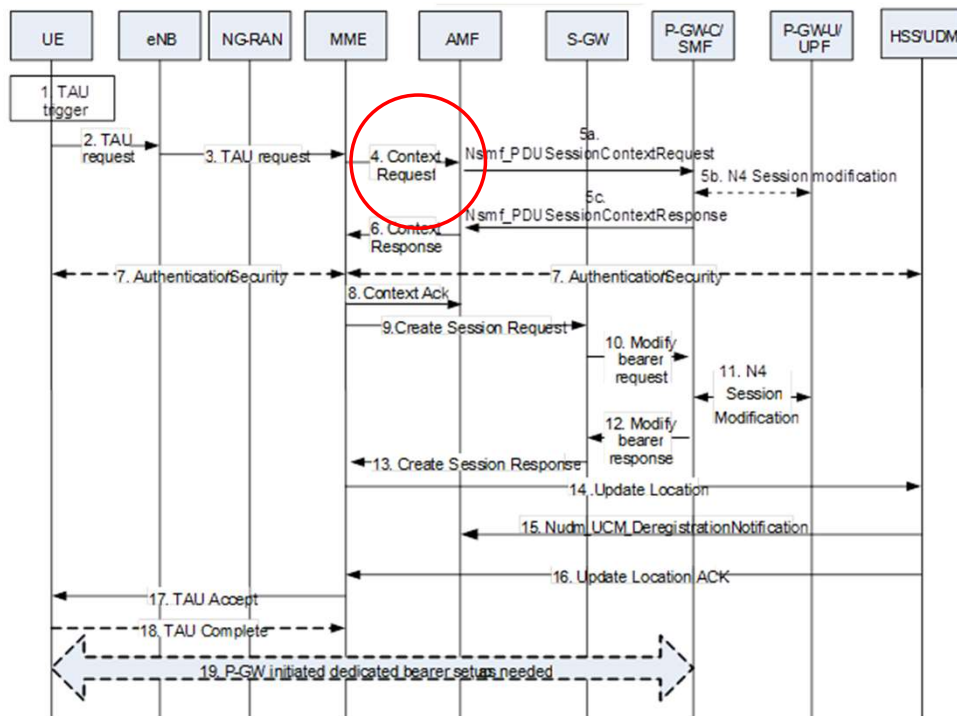 UE
eNB
NG-RAN
MME
AMF
S-GW
P-GW-C/
SMF
P-GW-U/
UPF
HSS/UDM
1. TAU
trigger
2. TAU
request
3. TAU request
4. Context
Request
5a.
Nsmf_PDUSessionContextRequest
5b. N4 Session modification
5c.
Nsmf_PDUSessionContextResponse
6. Context
Response
7. Authentication/Security
7. Authentication/Security
8. Context Ack
9.Create Session Request
10. Modify
bearer
request
11. N4
Session
Modification
12. Modify
bearer
response
13. Create Session Response
14 .Update Location
15. Nudm_UCM_DeregistrationNotification
16. Update Location ACK
17. TAU Accept
18. TAU Complete
19. P-GW initiated dedicated bearer setup as needed